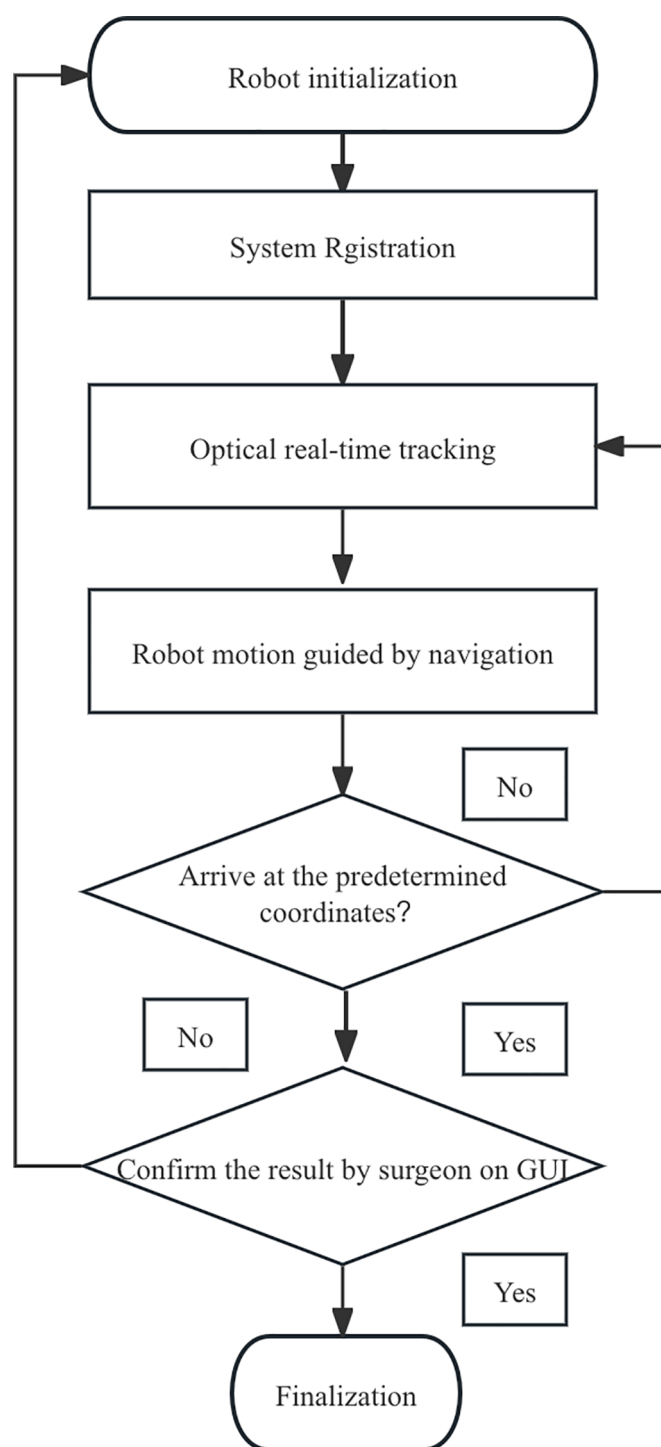 Robot initialization
System Rgistration
Optical real-time tracking
Robot motion guided by navigation
No
Arrive at the predetermined
coordinates?
No
Yes
Confirm the result by surgeon on GUI
Yes
Finalization